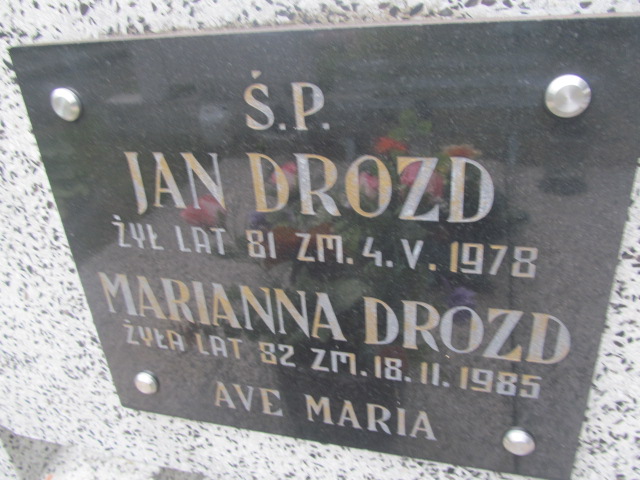 Ś.P.
JAN DROZD
ŻYŁ LAT 81 ZM. 4. V. 1978
MARIANNA DROZD
ŻYŁA LAT 82 ZM. 18. 11. 1985
AVE MARIA